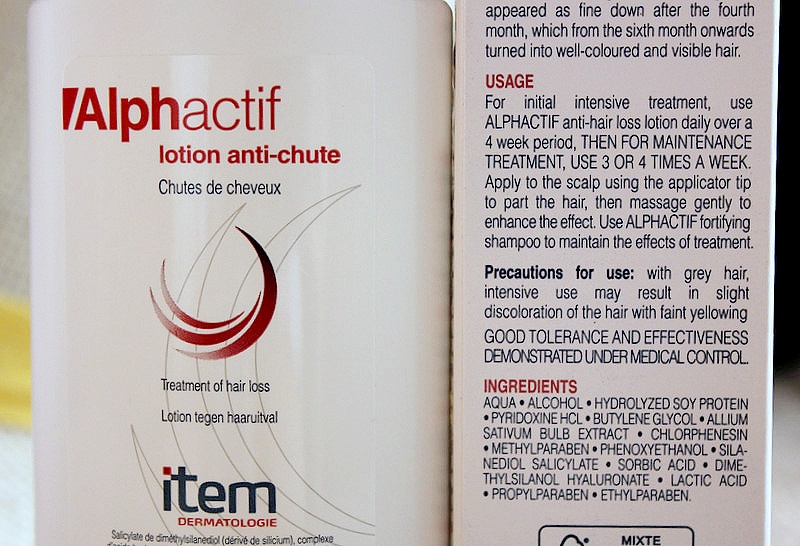 Alphactif
lotion anti-chute
Chutes de cheveux
Treatment of hair loss
Lotion tegen haaruitval
item
DERMATOLOGIE
Salicylate de diméthylsilanediol (dérivé de silicium), complexe
appeared as fine down after the fourth
month, which from the sixth month onwards
turned into well-coloured and visible hair.
USAGE
For initial intensive treatment, use
ALPHACTIF anti-hair loss lotion daily over a
4 week period, THEN FOR MAINTENANCE
TREATMENT, USE 3 OR 4 TIMES A WEEK.
Apply to the scalp using the applicator tip
to part the hair, then massage gently to
enhance the effect. Use ALPHACTIF fortifying
shampoo to maintain the effects of treatment.
Precautions for use: with grey hair,
intensive use may result in slight
discoloration of the hair with faint yellowing
GOOD TOLERANCE AND EFFECTIVENESS
DEMONSTRATED UNDER MEDICAL CONTROL.
INGREDIENTS
AQUA • ALCOHOL • HYDROLYZED SOY PROTEIN
• PYRIDOXINE HCL • BUTYLENE GLYCOL • ALLIUM
SATIVUM BULB EXTRACT • CHLORPHENESIN
• METHYLPARABEN • PHENOXYETHANOL • SILA-
NEDIOL SALICYLATE • SORBIC ACID • DIME-
THYLSILANOL HYALURONATE • LACTIC ACID
• PROPYLPARABEN • ETHYLPARABEN.
MIXTE